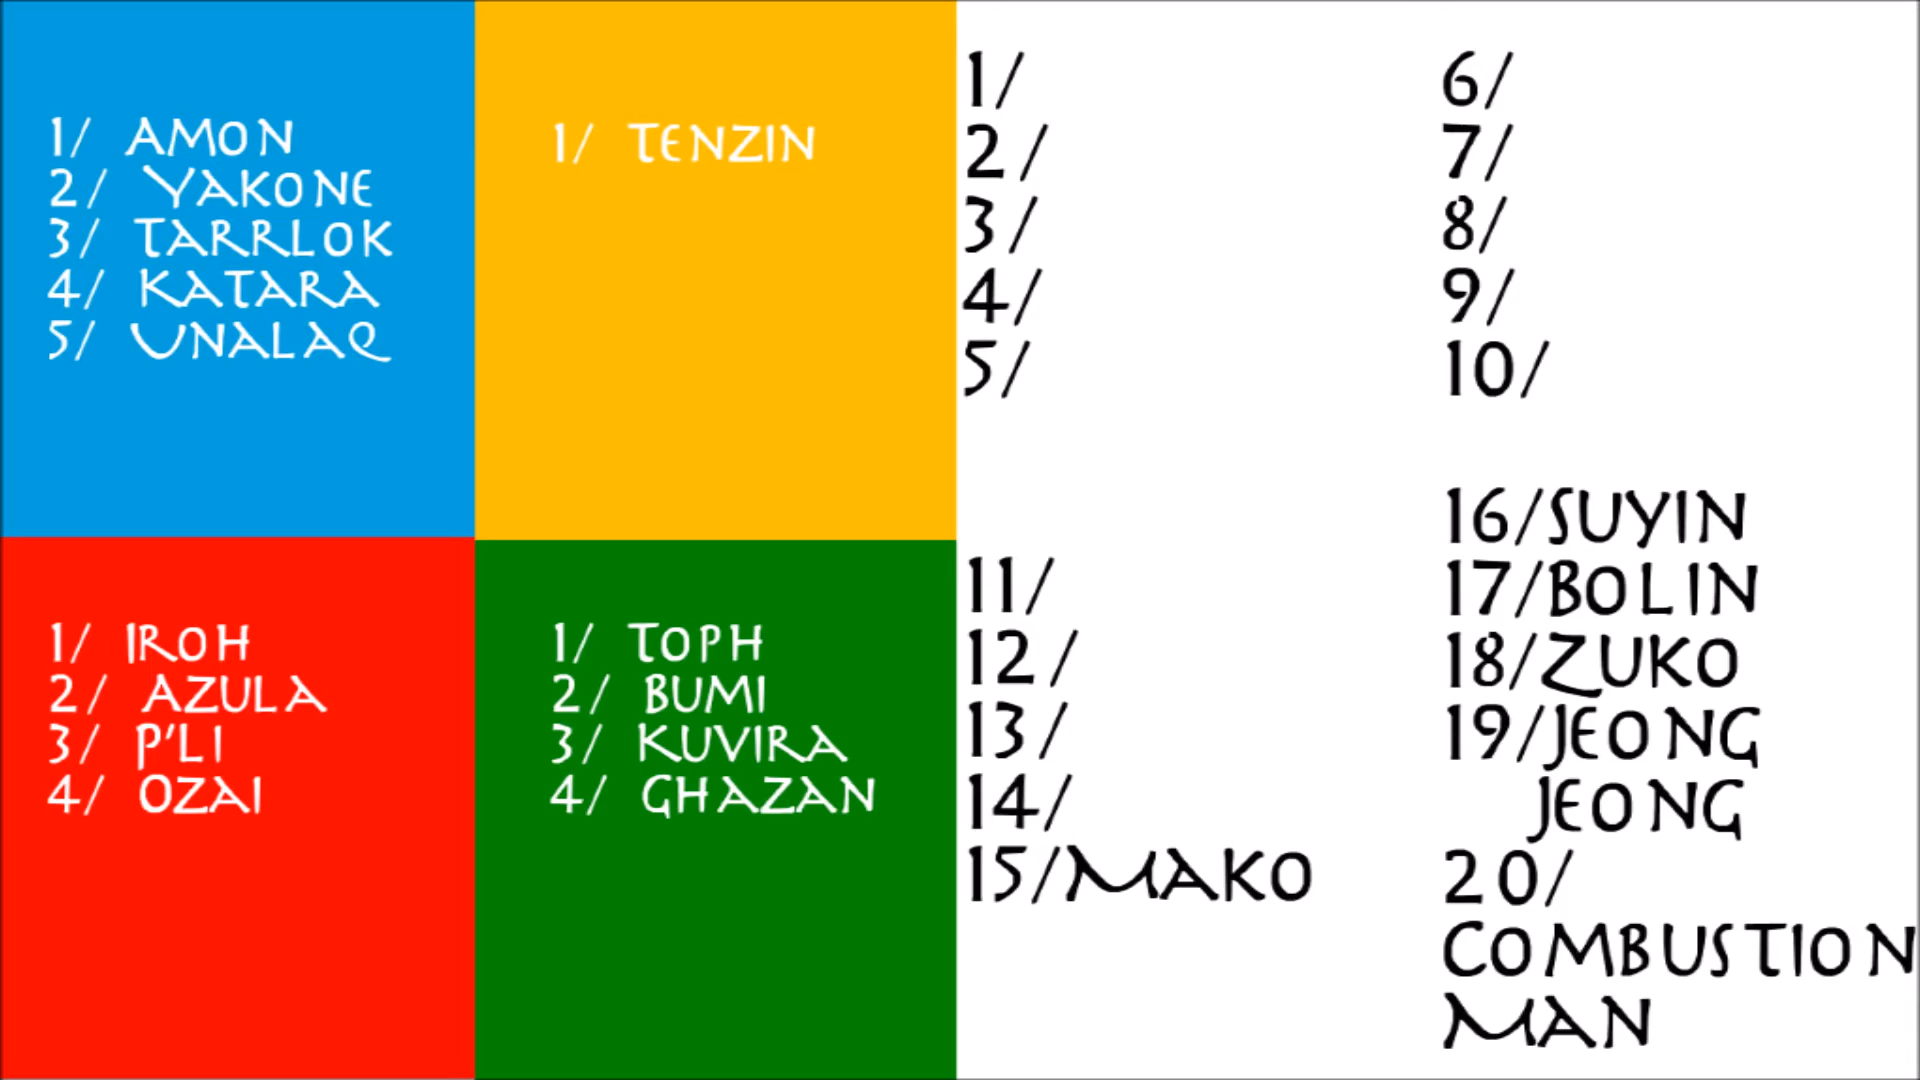 1/ AMON
2/ YAKONE
3/ TARRLOK
4/ KATARA
5/ UNALAQ
1/ TENZIN
1/ IROH
2/ AZULA
3/ P'LI
4/ OZAI
1/ TOPH
2/ BUMI
3/ KUVIRA
4/ GHAZAN
1/
2/
3/
4/
5/
6/
7/
8/
9/
10/
11/
12/
13/
14/
15/MAKO
16/SUYIN
17/BOLIN
18/ZUKO
19/JEONG
JEONG
20/
COMBUSTION
MAN